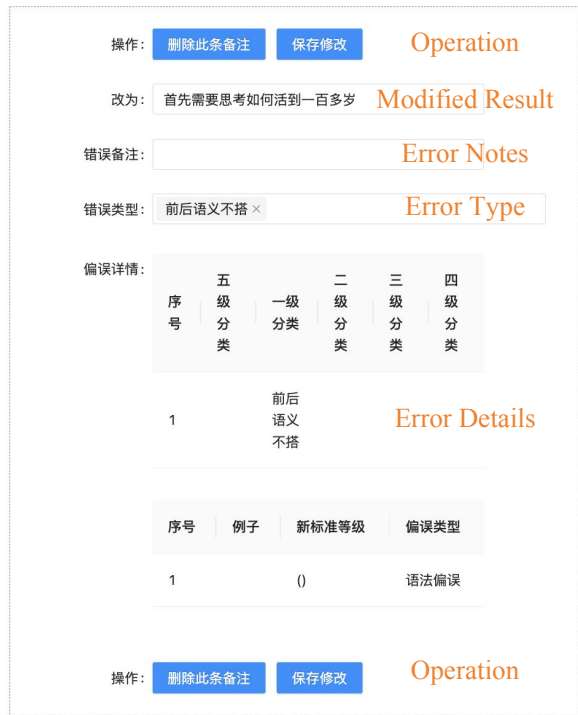 操作： 删除此条备注 保存修改 Operation
改为： 首先需要思考如何活到一百多岁 Modified Result
错误备注： Error Notes
错误类型： 前后语义不搭 × Error Type
偏误详情：
序号 五级分类 一级分类 二级分类 三级分类 四级分类
1 前后语义不搭 Error Details
序号 例子 新标准等级 偏误类型
1 () 语法偏误
操作： 删除此条备注 保存修改 Operation